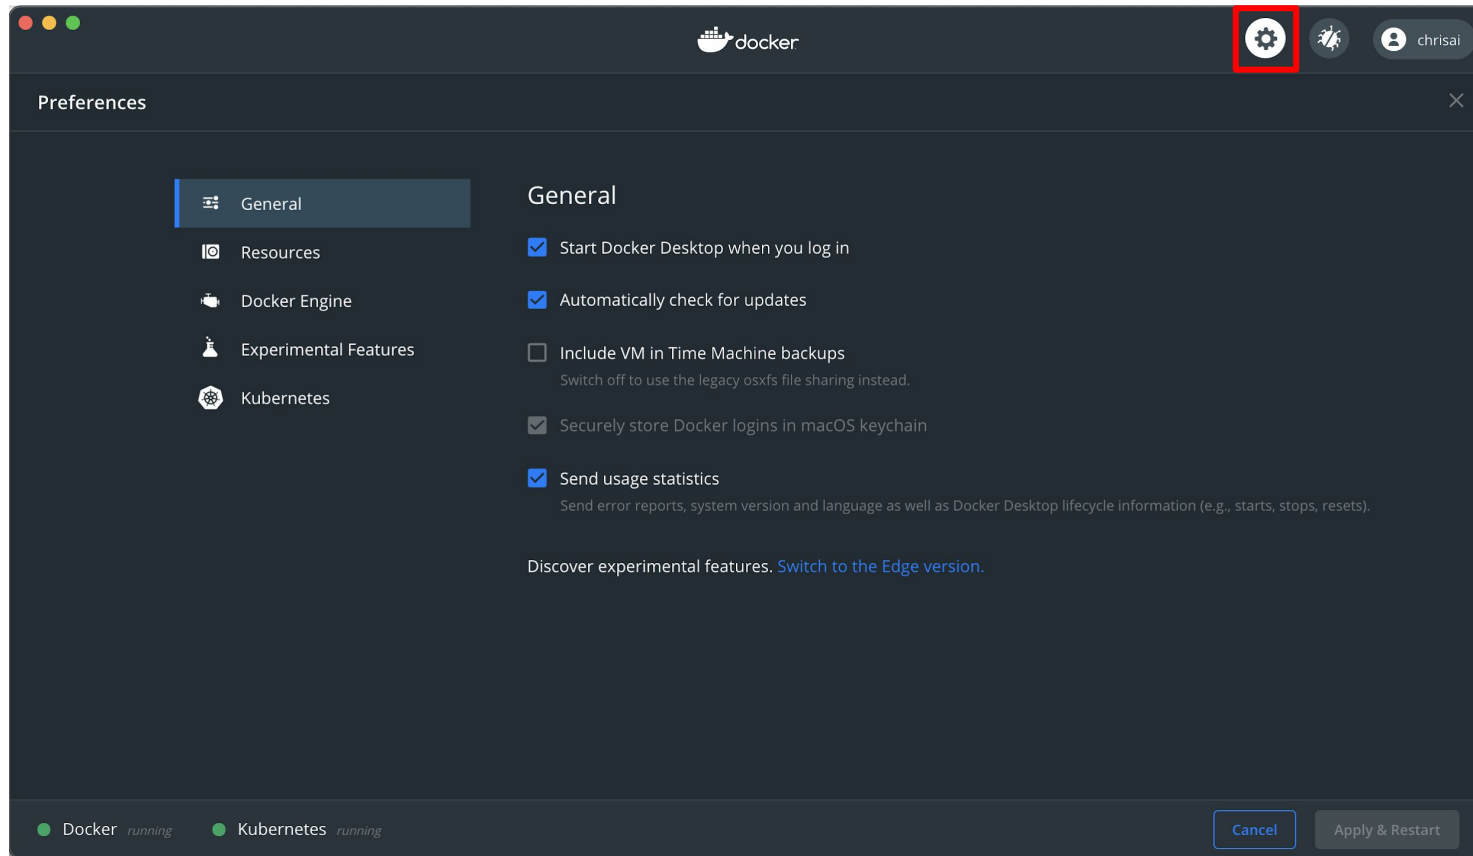 docker
chrisai
Preferences
General
Resources
Docker Engine
Experimental Features
Kubernetes
General
Start Docker Desktop when you log in
Automatically check for updates
Include VM in Time Machine backups
Switch off to use the legacy osxfs file sharing instead.
Securely store Docker logins in macOS keychain
Send usage statistics
Send error reports, system version and language as well as Docker Desktop lifecycle information (e.g., starts, stops, resets).
Discover experimental features. Switch to the Edge version.
Docker running
Kubernetes running
Cancel
Apply & Restart